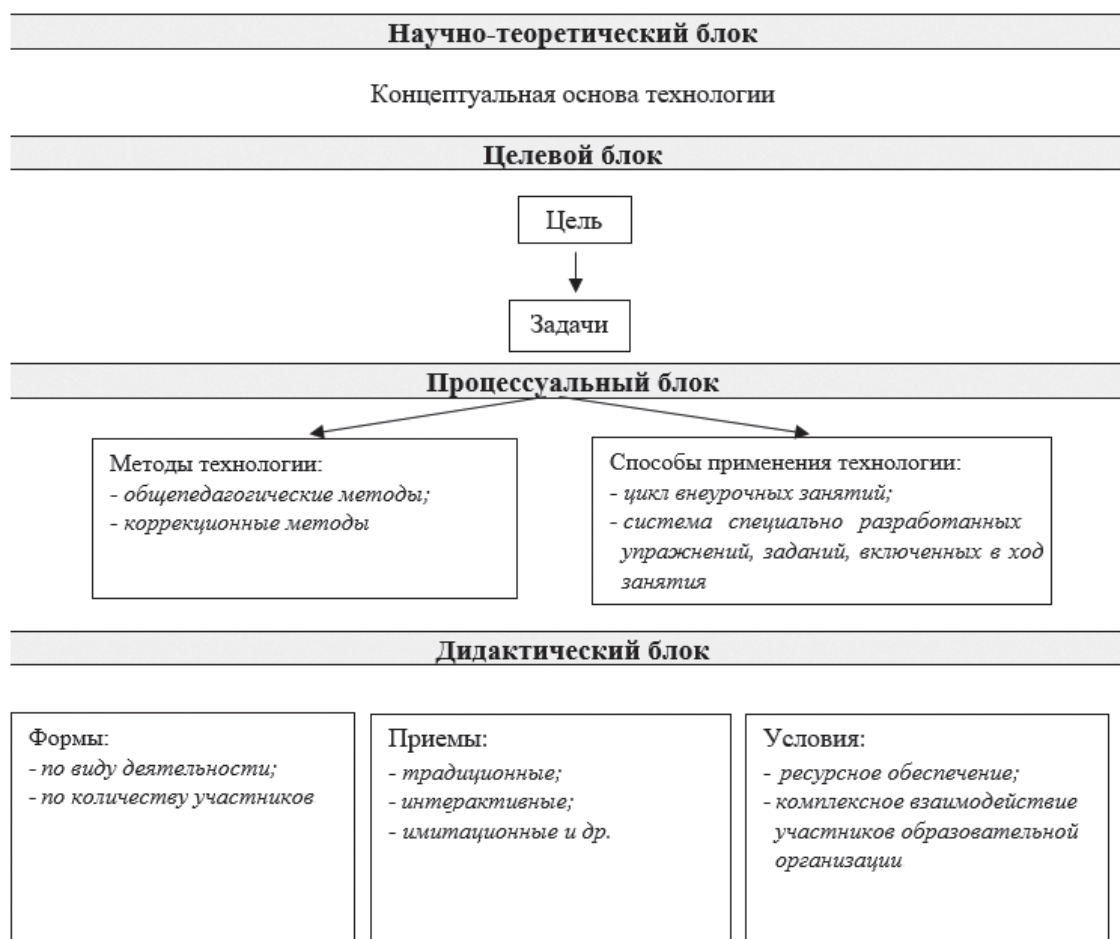 Научно-теоретический блок
Концептуальная основа технологии
Целевой блок
Цель
Задачи
Процессуальный блок
Методы технологии:
- общепедагогические методы;
- коррекционные методы
Способы применения технологии:
- цикл внеурочных занятий;
- система специально разработанных
упражнений, заданий, включенных в ход
занятия
Дидактический блок
Формы:
- по виду деятельности;
- по количеству участников
Приемы:
- традиционные;
- интерактивные;
- имитационные и др.
Условия:
- ресурсное обеспечение;
- комплексное взаимодействие
участников образовательной
организации